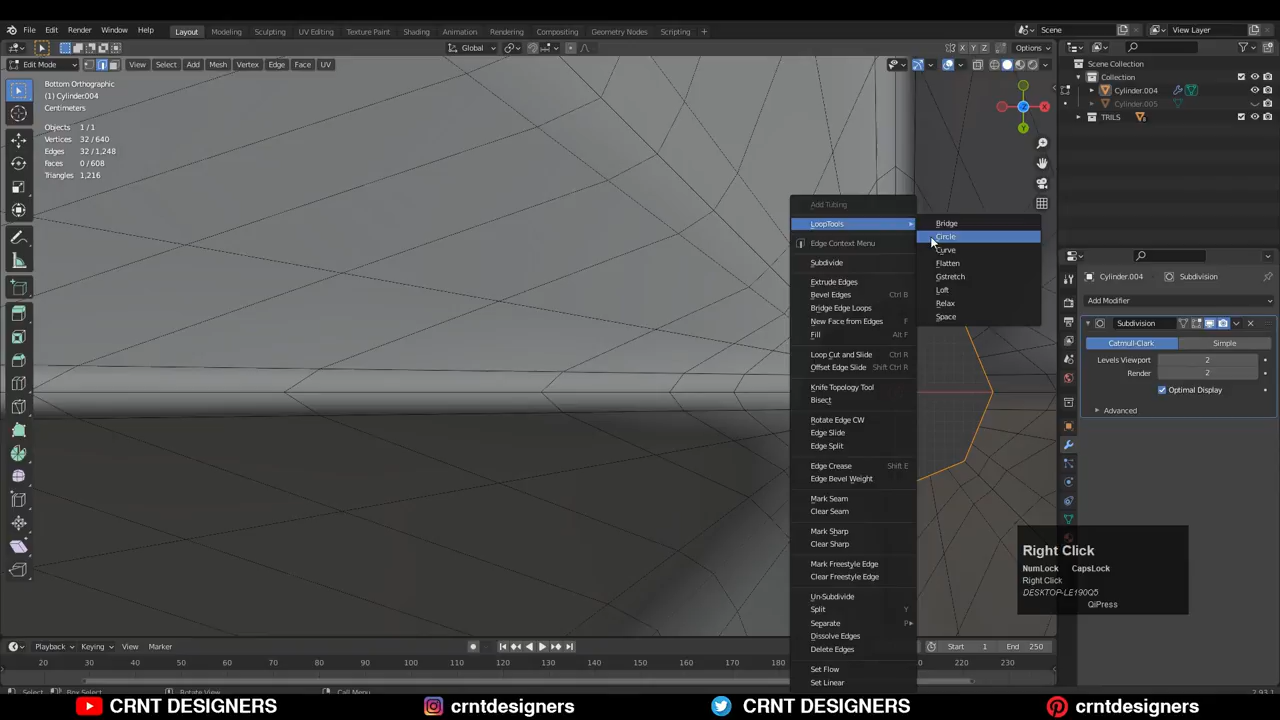 File Edit Render Window Help Layout Modeling Sculpting UV Editing Texture Paint Shading Animation Rendering Compositing Geometry Nodes Scripting + Scene View Layer
Global Options
Edit Mode View Select Add Mesh Vertex Edge Face UV X Y Z
Bottom Orthographic
(1) Cylinder.004
Centimeters
Objects 1/1
Vertices 32/640
Edges 32/1,248
Faces 0/608
Triangles 1,216
X
Y
Add Tubing
LoopTools
Edge Context Menu
Subdivide
Extrude Edges
Bevel Edges Ctrl B
Bridge Edge Loops
New Face from Edges F
Fill Alt F
Loop Cut and Slide Ctrl R
Offset Edge Slide Shift Ctrl R
Knife Topology Tool
Bisect
Rotate Edge CW
Edge Slide
Edge Split
Edge Crease Shift E
Edge Bevel Weight
Mark Seam
Clear Seam
Mark Sharp
Clear Sharp
Mark Freestyle Edge
Clear Freestyle Edge
Un-Subdivide
Split Y
Separate P
Dissolve Edges
Delete Edges
Set Flow
Set Linear
Bridge
Circle
Curve
Flatten
Gstretch
Loft
Relax
Space
Scene Collection
Collection
Cylinder.004
Cylinder.005
TRILS
Cylinder.004 Subdivision
Add Modifier
Subdivision
Catmull-Clark Simple
Levels Viewport 2
Render 2
Optimal Display
Advanced
Right Click
NumLock CapsLock
Right Click
DESKTOP-LE190Q5
QiPress
Playback Keying View Marker Start 1 End 250
20 30 40 50 60 70 80 90 100 110 120 130 140 150 160 170 180 220 230
Select Box Select Rotate View Call Menu 2.93.1
CRNT DESIGNERS crntdesigners CRNT DESIGNERS crntdesigners